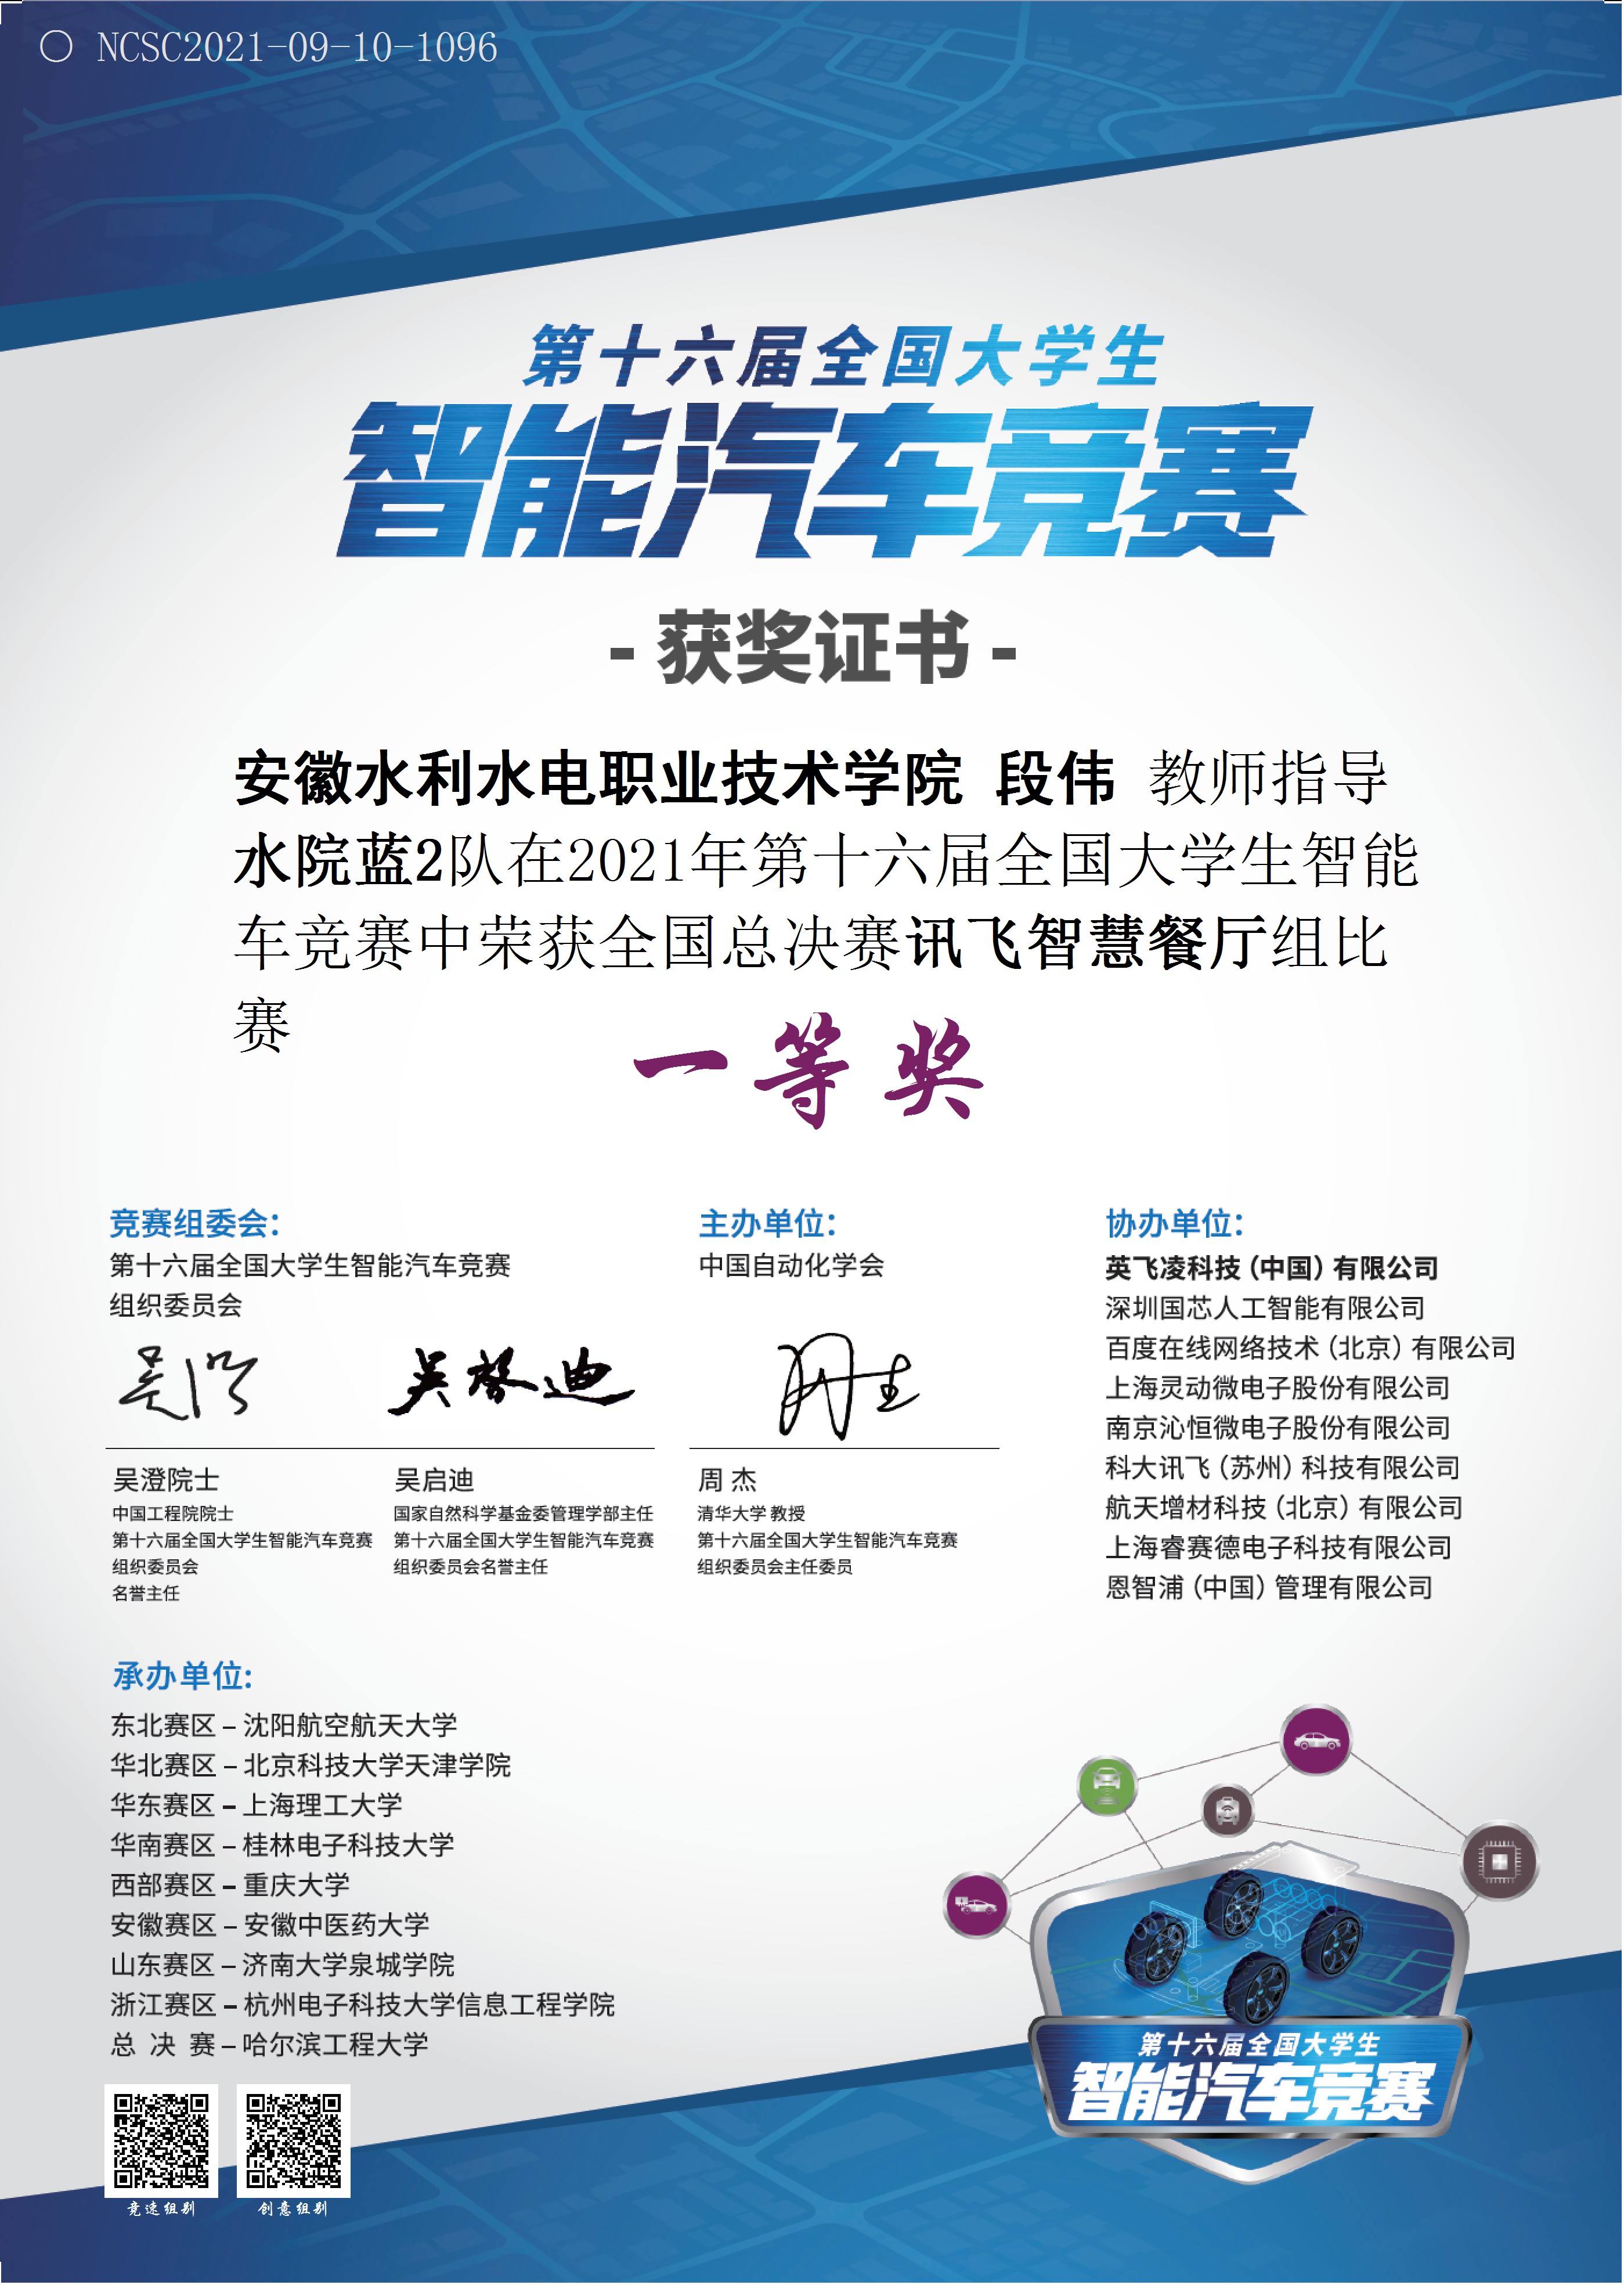 ○ NCSC2021-09-10-1096
第十六届全国大学生
智能汽车竞赛
- 获奖证书 -
安徽水利水电职业技术学院 段伟 教师指导
水院蓝2队在2021年第十六届全国大学生智能
车竞赛中荣获全国总决赛讯飞智慧餐厅组比
赛
一等奖
竞赛组委会：
第十六届全国大学生智能汽车竞赛
组织委员会
吴澄
吴启迪
吴澄院士
中国工程院院士
第十六届全国大学生智能汽车竞赛
组织委员会
名誉主任
吴启迪
国家自然科学基金委管理学部主任
第十六届全国大学生智能汽车竞赛
组织委员会名誉主任
主办单位：
中国自动化学会
周杰
周 杰
清华大学 教授
第十六届全国大学生智能汽车竞赛
组织委员会主任委员
协办单位：
英飞凌科技（中国）有限公司
深圳国芯人工智能有限公司
百度在线网络技术（北京）有限公司
上海灵动微电子股份有限公司
南京沁恒微电子股份有限公司
科大讯飞（苏州）科技有限公司
航天增材科技（北京）有限公司
上海睿赛德电子科技有限公司
恩智浦（中国）管理有限公司
承办单位:
东北赛区 – 沈阳航空航天大学
华北赛区 – 北京科技大学天津学院
华东赛区 – 上海理工大学
华南赛区 – 桂林电子科技大学
西部赛区 – 重庆大学
安徽赛区 – 安徽中医药大学
山东赛区 – 济南大学泉城学院
浙江赛区 – 杭州电子科技大学信息工程学院
总 决 赛 – 哈尔滨工程大学
竞速组别
创意组别
第十六届全国大学生
智能汽车竞赛